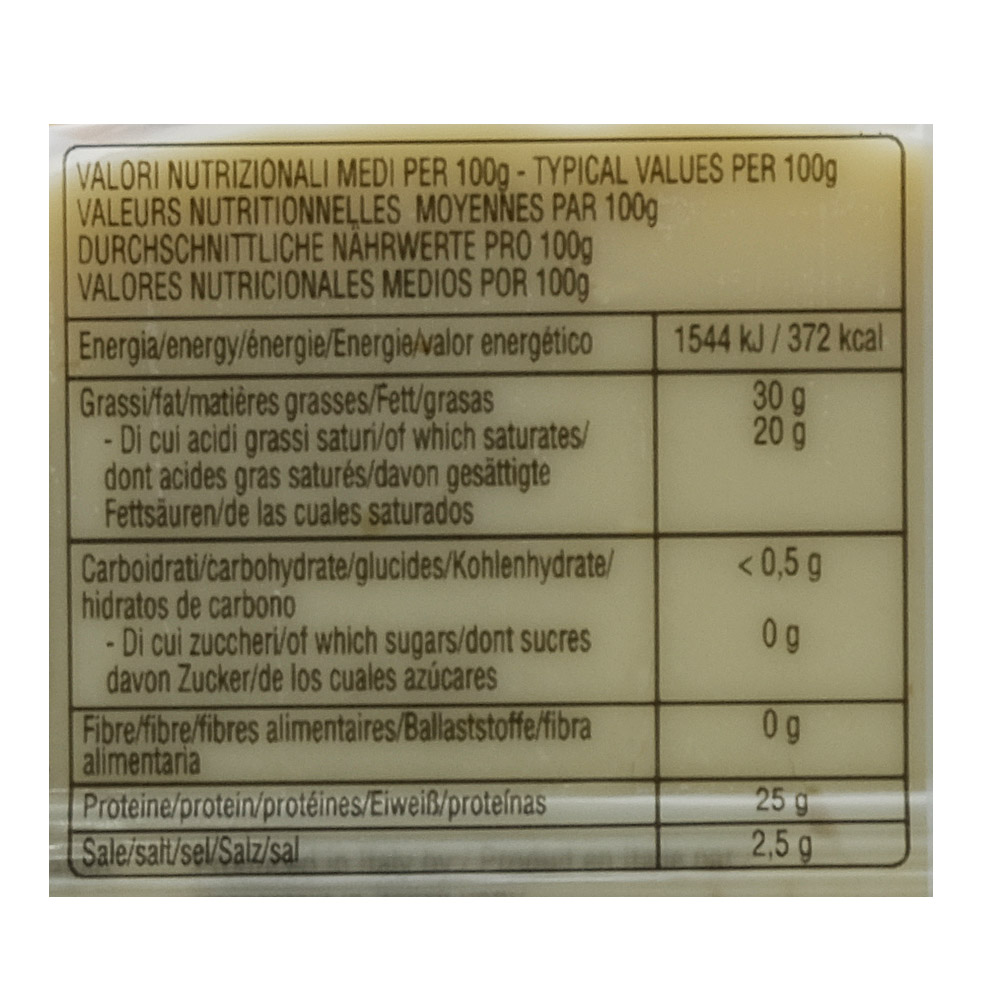 VALORI NUTRIZIONALI MEDI PER 100g - TYPICAL VALUES PER 100g
VALEURS NUTRITIONNELLES MOYENNES PAR 100g
DURCHSCHNITTLICHE NÄHRWERTE PRO 100g
VALORES NUTRICIONALES MEDIOS POR 100g
Energia/energy/énergie/Energie/valor energético 1544 kJ / 372 kcal
Grassi/fat/matières grasses/Fett/grasas 30 g
- Di cui acidi grassi saturi/of which saturates/ 20 g
dont acides gras saturés/davon gesättigte
Fettsäuren/de las cuales saturados
Carboidrati/carbohydrate/glucides/Kohlenhydrate/ < 0,5 g
hidratos de carbono
- Di cui zuccheri/of which sugars/dont sucres 0 g
davon Zucker/de los cuales azúcares
Fibre/fibre/fibres alimentaires/Ballaststoffe/fibra 0 g
alimentaria
Proteine/protein/protéines/Eiweiß/proteínas 25 g
Sale/salt/sel/Salz/sal 2,5 g